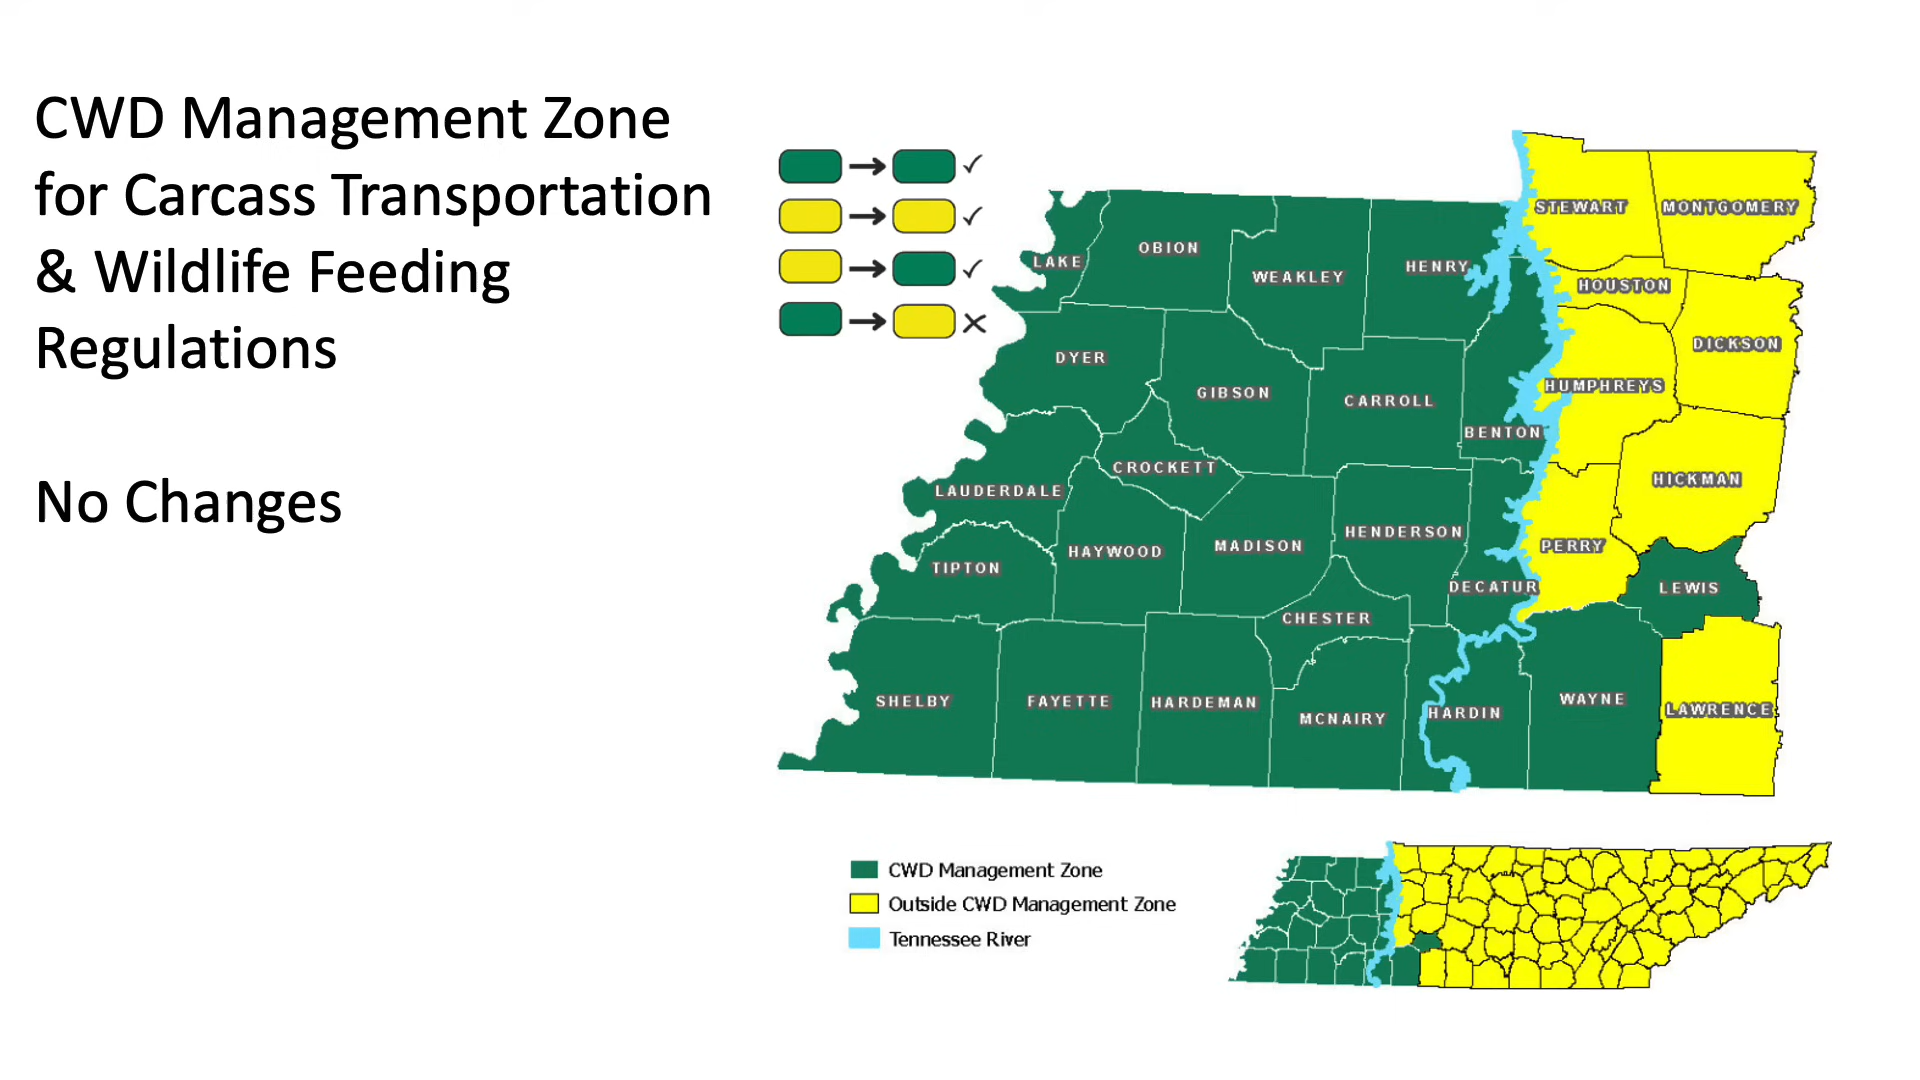 CWD Management Zone
for Carcass Transportation
& Wildlife Feeding
Regulations
No Changes
STEWART
MONTGOMERY
LAKE
OBION
WEAKLEY
HENRY
HOUSTON
DICKSON
DYER
GIBSON
CARROLL
HUMPHREYS
BENTON
CROCKETT
LAUDERDALE
HICKMAN
HAYWOOD
MADISON
HENDERSON
PERRY
TIPTON
DECATUR
LEWIS
CHESTER
SHELBY
FAYETTE
HARDEMAN
MCNAIRY
HARDIN
WAYNE
LAWRENCE
CWD Management Zone
Outside CWD Management Zone
Tennessee River